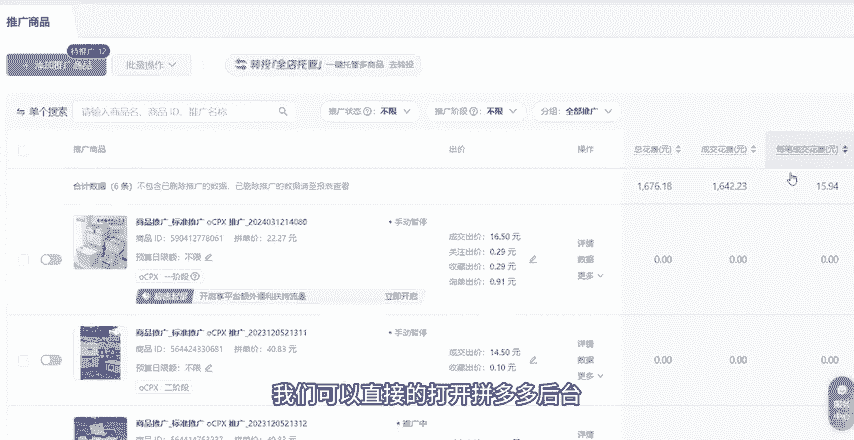 推广商品
待推广 12
+ 添加推广商品
批量操作
转投「全店托管」一键托管多商品 去转投
单个搜索
请输入商品名、商品 ID、推广名称
推广状态 : 不限
推广阶段 : 不限
分组: 全部推广
推广商品
出价
操作
总花费(元)
成交花费(元)
每笔成交花费(元)
合计数据 (6 条) 不包含已删除推广的数据，已删除推广的数据请至报表查看
1,676.18
1,642.23
15.94
商品推广_标准推广 oCPX 推广_2024031214080
• 手动暂停
商品 ID: 590412778061 拼单价: 22.27 元
预算日限额: 不限
oCPX 一阶段
开启享平台额外福利扶持流量
立即开启
成交出价: 16.50 元
关注出价: 0.29 元
收藏出价: 0.29 元
询单出价: 0.91 元
详情
数据
更多
0.00
0.00
0.00
商品推广_标准推广 oCPX 推广_2023120521311
• 手动暂停
商品 ID: 564424330681 拼单价: 40.83 元
预算日限额: 不限
oCPX 二阶段
成交出价: 14.50 元
收藏出价: 0.10 元
详情
数据
更多
0.00
0.00
0.00
我们可以直接的打开拼多多后台
商品推广_标准推广 oCPX 推广_2023120521312
• 推广中
详情